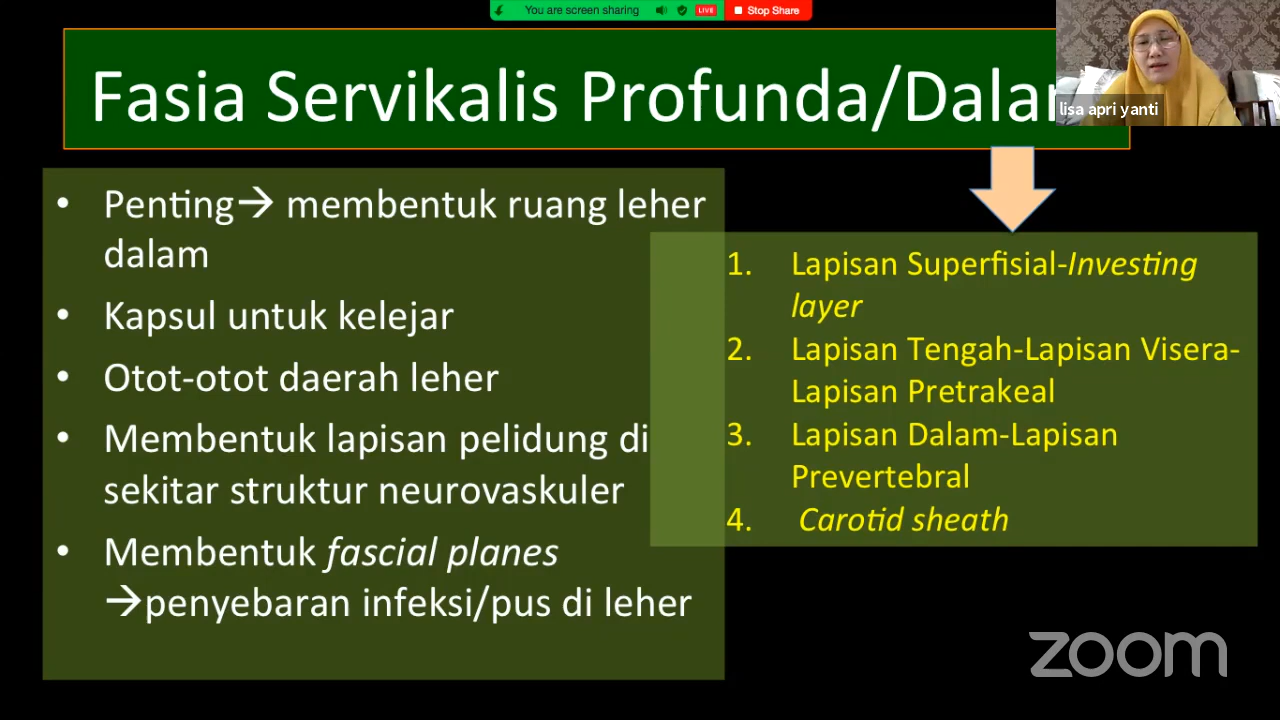 You are screen sharing
LIVE
Stop Share
Fasia Servikalis Profunda/Dalam
lisa apri yanti
• Penting→ membentuk ruang leher
dalam
• Kapsul untuk kelejar
• Otot-otot daerah leher
• Membentuk lapisan pelidung di
sekitar struktur neurovaskuler
• Membentuk fascial planes
→penyebaran infeksi/pus di leher
1. Lapisan Superfisial-Investing
layer
2. Lapisan Tengah-Lapisan Visera-
Lapisan Pretrakeal
3. Lapisan Dalam-Lapisan
Prevertebral
4. Carotid sheath
zoom